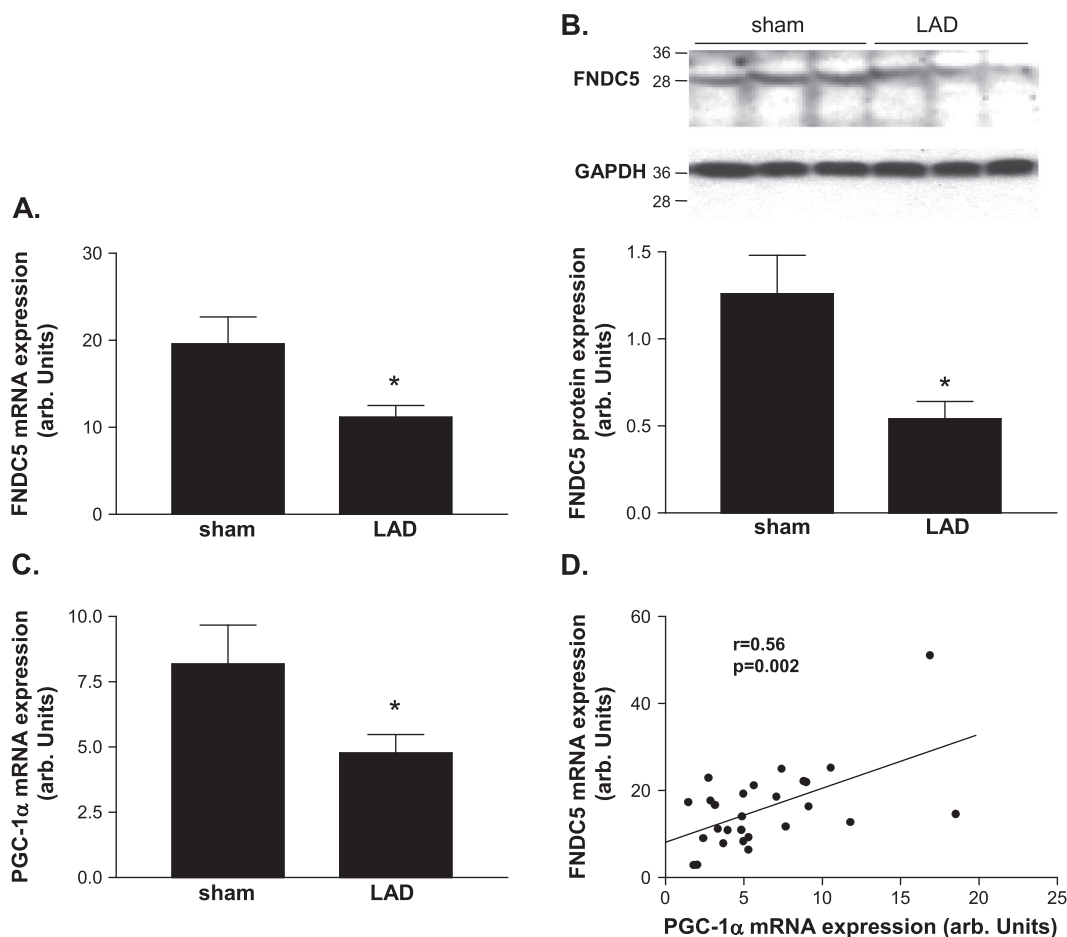 B.
sham
LAD
36
FNDC5
28
GAPDH
36
28
A.
FNDC5 mRNA expression
(arb. Units)
30
20
10
0
*
sham
LAD
FNDC5 protein expression
(arb. Units)
1.5
1.0
0.5
0.0
*
sham
LAD
C.
PGC-1α mRNA expression
(arb. Units)
10.0
7.5
5.0
2.5
0.0
*
sham
LAD
D.
FNDC5 mRNA expression
(arb. Units)
60
40
20
0
r=0.56
p=0.002
0 5 10 15 20 25
PGC-1α mRNA expression (arb. Units)